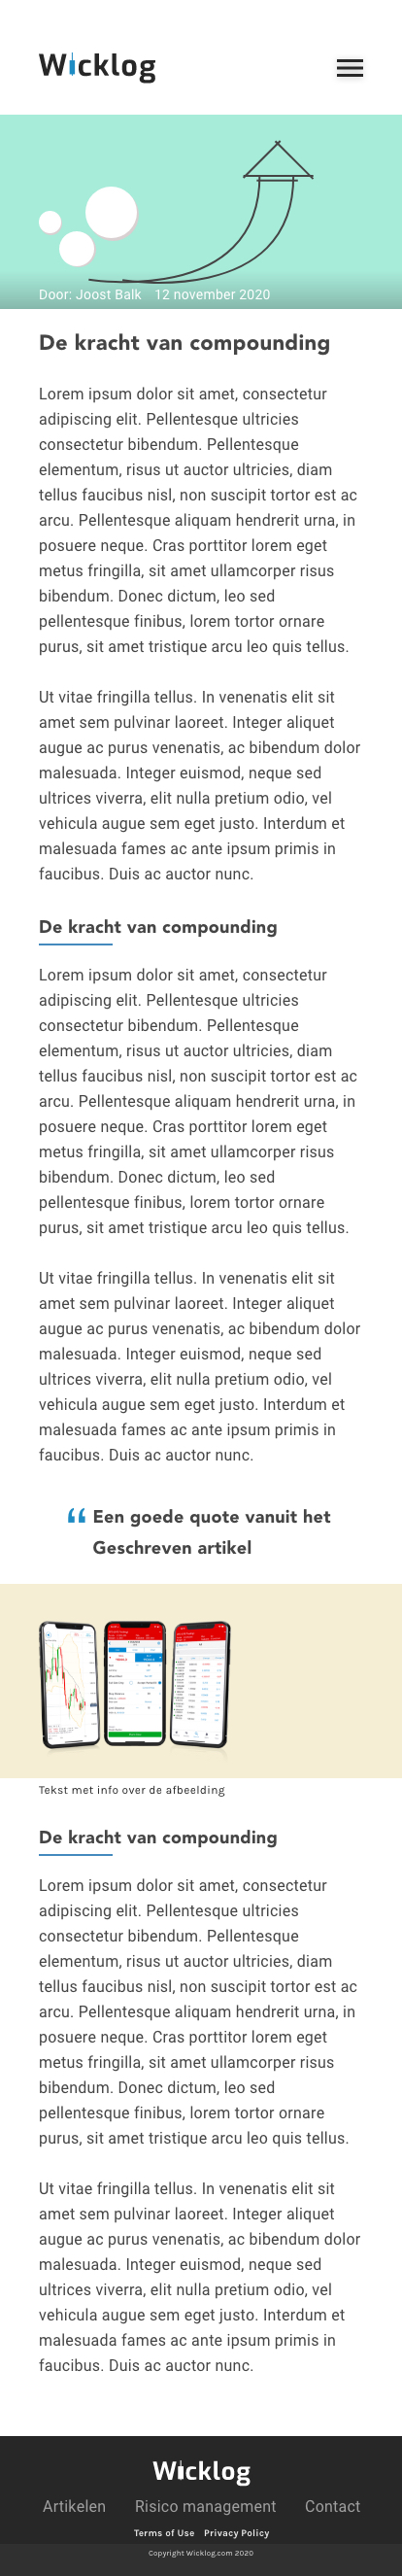 Wicklog
Door: Joost Balk 12 november 2020
De kracht van compounding
Lorem ipsum dolor sit amet, consectetur
adipiscing elit. Pellentesque ultricies
consectetur bibendum. Pellentesque
elementum, risus ut auctor ultricies, diam
tellus faucibus nisl, non suscipit tortor est ac
arcu. Pellentesque aliquam hendrerit urna, in
posuere neque. Cras porttitor lorem eget
metus fringilla, sit amet ullamcorper risus
bibendum. Donec dictum, leo sed
pellentesque finibus, lorem tortor ornare
purus, sit amet tristique arcu leo quis tellus.
Ut vitae fringilla tellus. In venenatis elit sit
amet sem pulvinar laoreet. Integer aliquet
augue ac purus venenatis, ac bibendum dolor
malesuada. Integer euismod, neque sed
ultrices viverra, elit nulla pretium odio, vel
vehicula augue sem eget justo. Interdum et
malesuada fames ac ante ipsum primis in
faucibus. Duis ac auctor nunc.
De kracht van compounding
Lorem ipsum dolor sit amet, consectetur
adipiscing elit. Pellentesque ultricies
consectetur bibendum. Pellentesque
elementum, risus ut auctor ultricies, diam
tellus faucibus nisl, non suscipit tortor est ac
arcu. Pellentesque aliquam hendrerit urna, in
posuere neque. Cras porttitor lorem eget
metus fringilla, sit amet ullamcorper risus
bibendum. Donec dictum, leo sed
pellentesque finibus, lorem tortor ornare
purus, sit amet tristique arcu leo quis tellus.
Ut vitae fringilla tellus. In venenatis elit sit
amet sem pulvinar laoreet. Integer aliquet
augue ac purus venenatis, ac bibendum dolor
malesuada. Integer euismod, neque sed
ultrices viverra, elit nulla pretium odio, vel
vehicula augue sem eget justo. Interdum et
malesuada fames ac ante ipsum primis in
faucibus. Duis ac auctor nunc.
“ Een goede quote vanuit het
Geschreven artikel
Tekst met info over de afbeelding
De kracht van compounding
Lorem ipsum dolor sit amet, consectetur
adipiscing elit. Pellentesque ultricies
consectetur bibendum. Pellentesque
elementum, risus ut auctor ultricies, diam
tellus faucibus nisl, non suscipit tortor est ac
arcu. Pellentesque aliquam hendrerit urna, in
posuere neque. Cras porttitor lorem eget
metus fringilla, sit amet ullamcorper risus
bibendum. Donec dictum, leo sed
pellentesque finibus, lorem tortor ornare
purus, sit amet tristique arcu leo quis tellus.
Ut vitae fringilla tellus. In venenatis elit sit
amet sem pulvinar laoreet. Integer aliquet
augue ac purus venenatis, ac bibendum dolor
malesuada. Integer euismod, neque sed
ultrices viverra, elit nulla pretium odio, vel
vehicula augue sem eget justo. Interdum et
malesuada fames ac ante ipsum primis in
faucibus. Duis ac auctor nunc.
Wicklog
Artikelen Risico management Contact
Terms of Use Privacy Policy
Copyright Wicklog.com 2020